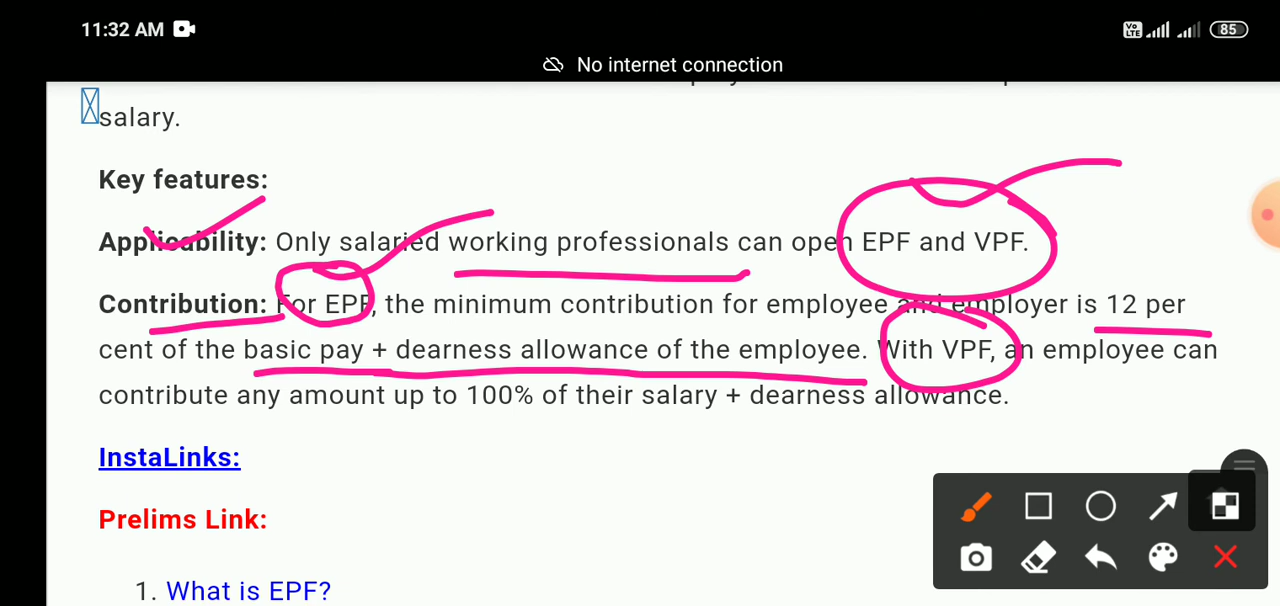 11:32 AM
Vo LTE
85
No internet connection
salary.
Key features:
Applicability: Only salaried working professionals can open EPF and VPF.
Contribution: For EPF, the minimum contribution for employee and employer is 12 per
cent of the basic pay + dearness allowance of the employee. With VPF, an employee can
contribute any amount up to 100% of their salary + dearness allowance.
InstaLinks:
Prelims Link:
1. What is EPF?